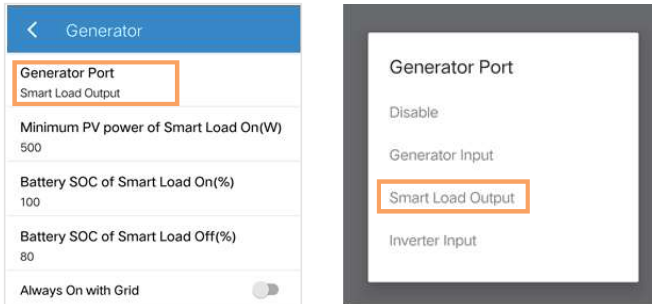 Generator
Generator Port
Smart Load Output
Minimum PV power of Smart Load On(W)
500
Battery SOC of Smart Load On(%)
100
Battery SOC of Smart Load Off(%)
80
Always On with Grid
Generator Port
Disable
Generator Input
Smart Load Output
Inverter Input